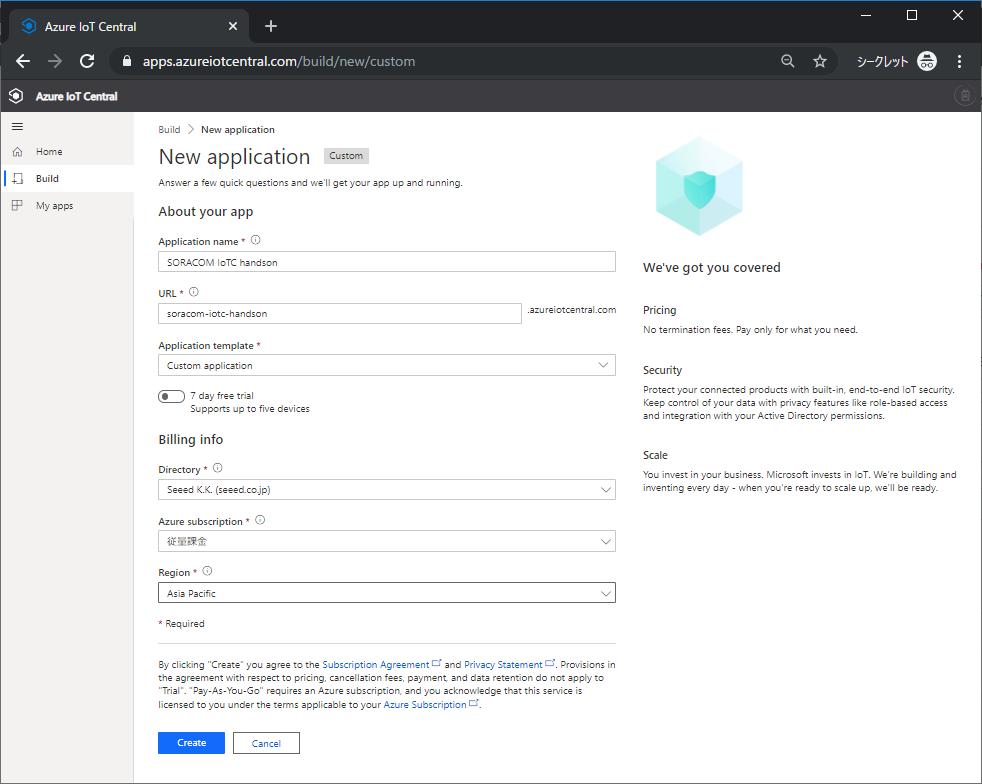 Azure IoT Central
apps.azureiotcentral.com/build/new/custom
シークレット
Azure IoT Central
Home
Build
My apps
Build > New application
New application Custom
Answer a few quick questions and we'll get your app up and running.
About your app
Application name *
SORACOM IoTC handson
URL *
soracom-iotc-handson .azureiotcentral.com
Application template *
Custom application
7 day free trial
Supports up to five devices
Billing info
Directory *
Seeed K.K. (seeed.co.jp)
Azure subscription *
従量課金
Region *
Asia Pacific
* Required
By clicking "Create" you agree to the Subscription Agreement and Privacy Statement. Provisions in
the agreement with respect to pricing, cancellation fees, payment, and data retention do not apply to
"Trial". "Pay-As-You-Go" requires an Azure subscription, and you acknowledge that this service is
licensed to you under the terms applicable to your Azure Subscription.
Create
Cancel
We've got you covered
Pricing
No termination fees. Pay only for what you need.
Security
Protect your connected products with built-in, end-to-end IoT security.
Keep control of your data with privacy features like role-based access
and integration with your Active Directory permissions.
Scale
You invest in your business. Microsoft invests in IoT. We're building and
inventing every day - when you're ready to scale up, we'll be ready.